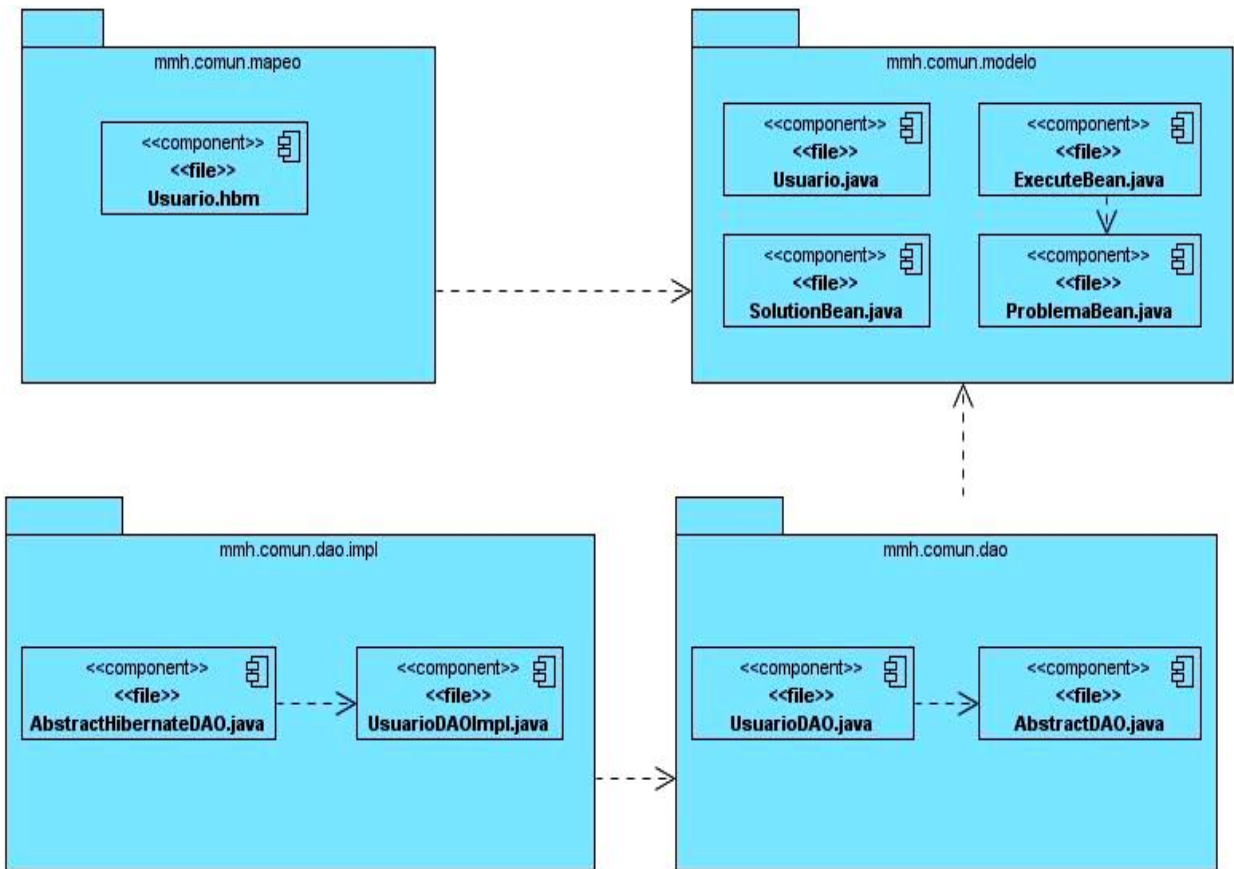 mmh.comun.mapeo
<<component>>
<<file>>
Usuario.hbm
mmh.comun.modelo
<<component>>
<<file>>
Usuario.java
<<component>>
<<file>>
ExecuteBean.java
<<component>>
<<file>>
SolutionBean.java
<<component>>
<<file>>
ProblemaBean.java
mmh.comun.dao.impl
<<component>>
<<file>>
AbstractHibernateDAO.java
<<component>>
<<file>>
UsuarioDAOImpl.java
mmh.comun.dao
<<component>>
<<file>>
UsuarioDAO.java
<<component>>
<<file>>
AbstractDAO.java